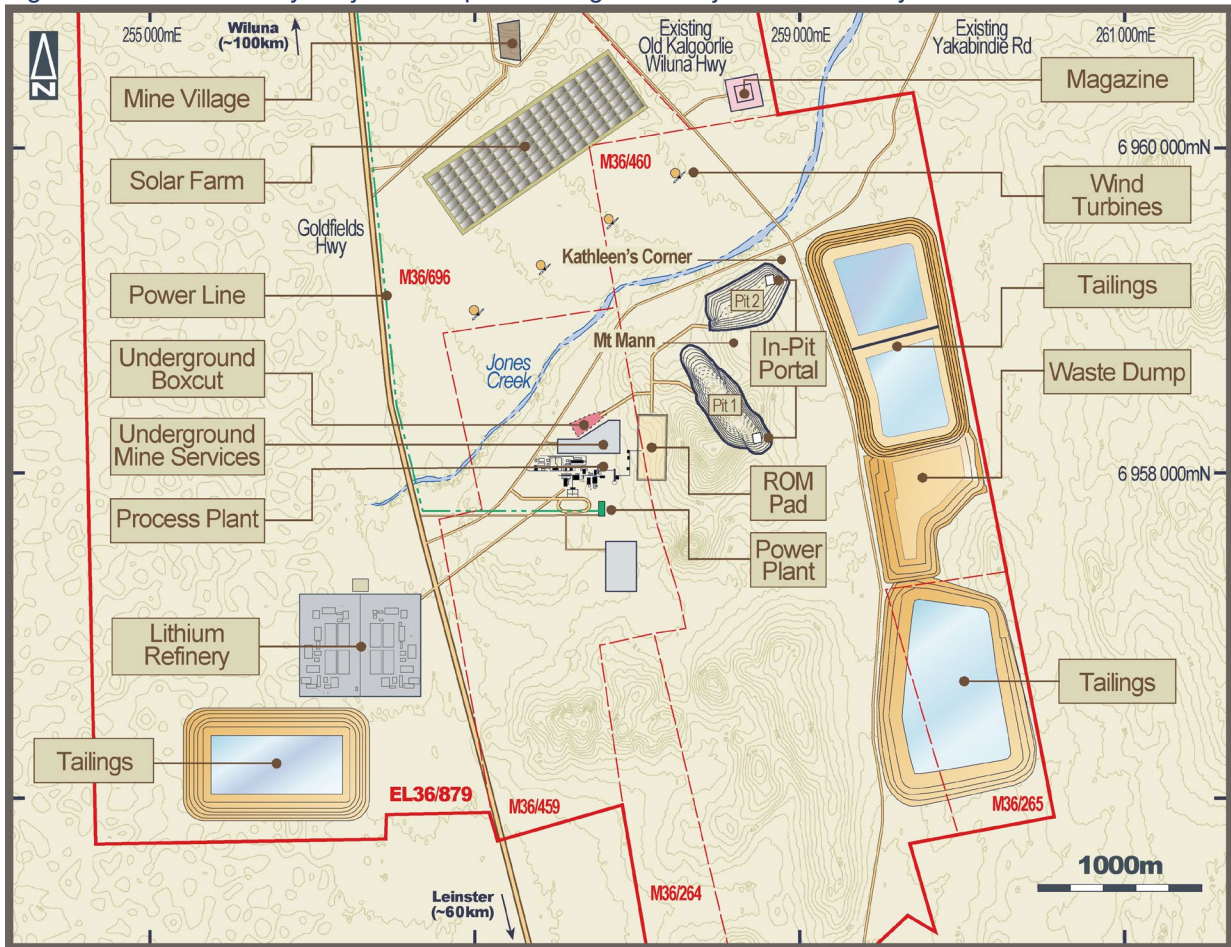 255 000mE
Wiluna
(~100km)
Existing
Old Kalgoorlie
Wiluna Hwy
259 000mE
Existing
Yakabindie Rd
261 000mE
N
Mine Village
Magazine
6 960 000mN
M36/460
Solar Farm
Wind
Turbines
Goldfields
Hwy
Kathleen's Corner
M36/696
Power Line
Tailings
Pit 2
Mt Mann
In-Pit
Portal
Underground
Boxcut
Jones
Creek
Waste Dump
Pit 1
Underground
Mine Services
6 958 000mN
ROM
Pad
Process Plant
Power
Plant
Lithium
Refinery
Tailings
Tailings
EL36/879
M36/459
M36/265
1000m
M36/264
Leinster
(~60km)